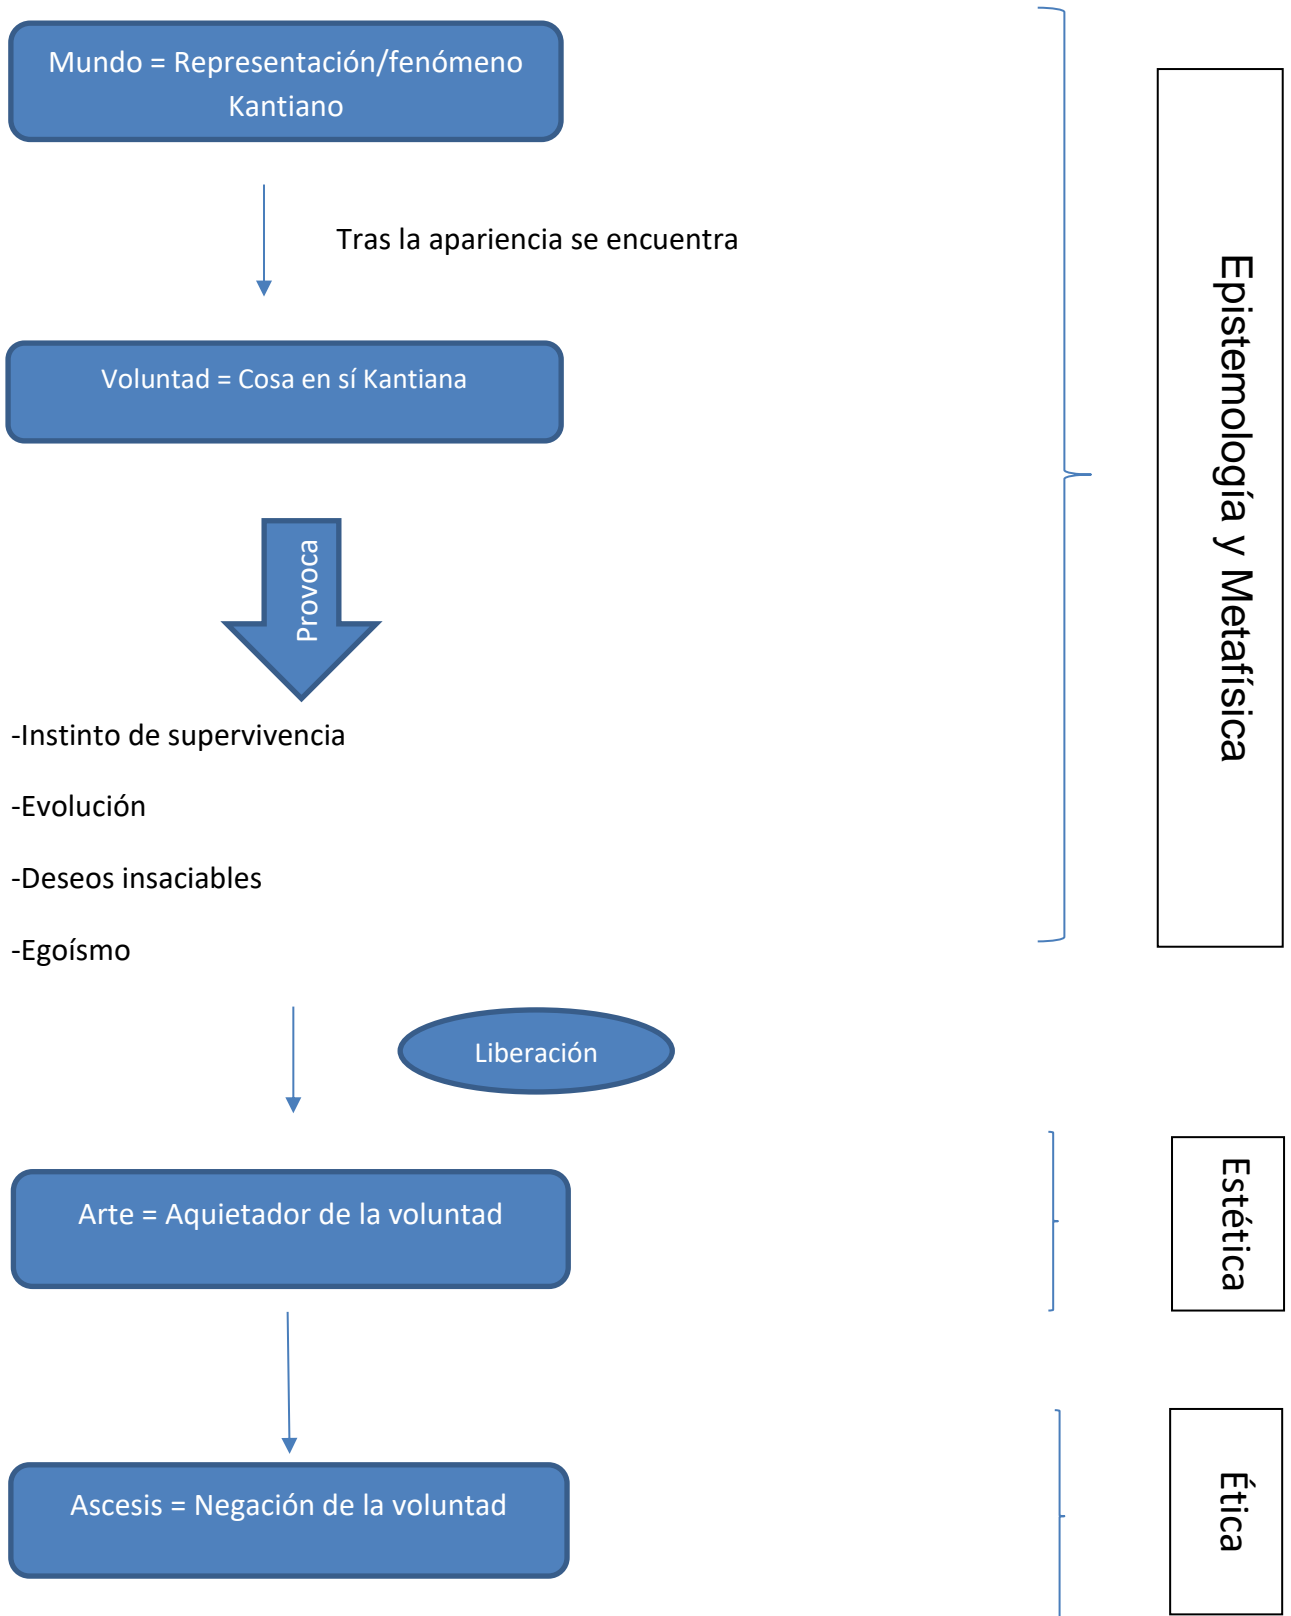 Mundo = Representación/fenómeno
Kantiano
Tras la apariencia se encuentra
Voluntad = Cosa en sí Kantiana
Provoca
-Instinto de supervivencia
-Evolución
-Deseos insaciables
-Egoísmo
Epistemología y Metafísica
Liberación
Arte = Aquietador de la voluntad
Estética
Ascesis = Negación de la voluntad
Ética